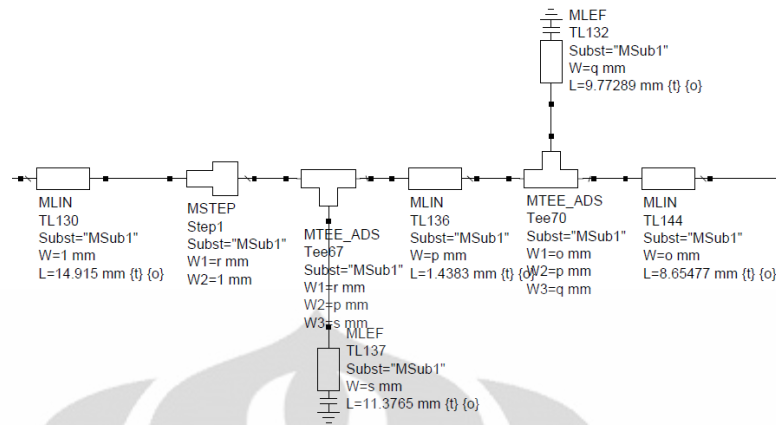 MLEF
TL132
Subst="MSub1"
W=q mm
L=9.77289 mm {t} {o}
MLIN
TL130
Subst="MSub1"
W=1 mm
L=14.915 mm {t} {o}
MSTEP
Step1
Subst="MSub1"
W1=r mm
W2=1 mm
MTEE_ADS
Tee67
Subst="MSub1"
W1=r mm
W2=p mm
W3=s mm
MLIN
TL136
Subst="MSub1"
W=p mm
L=1.4383 mm {t} {o}
MTEE_ADS
Tee70
Subst="MSub1"
W1=o mm
W2=p mm
W3=q mm
MLIN
TL144
Subst="MSub1"
W=o mm
L=8.65477 mm {t} {o}
MLEF
TL137
Subst="MSub1"
W=s mm
L=11.3765 mm {t} {o}